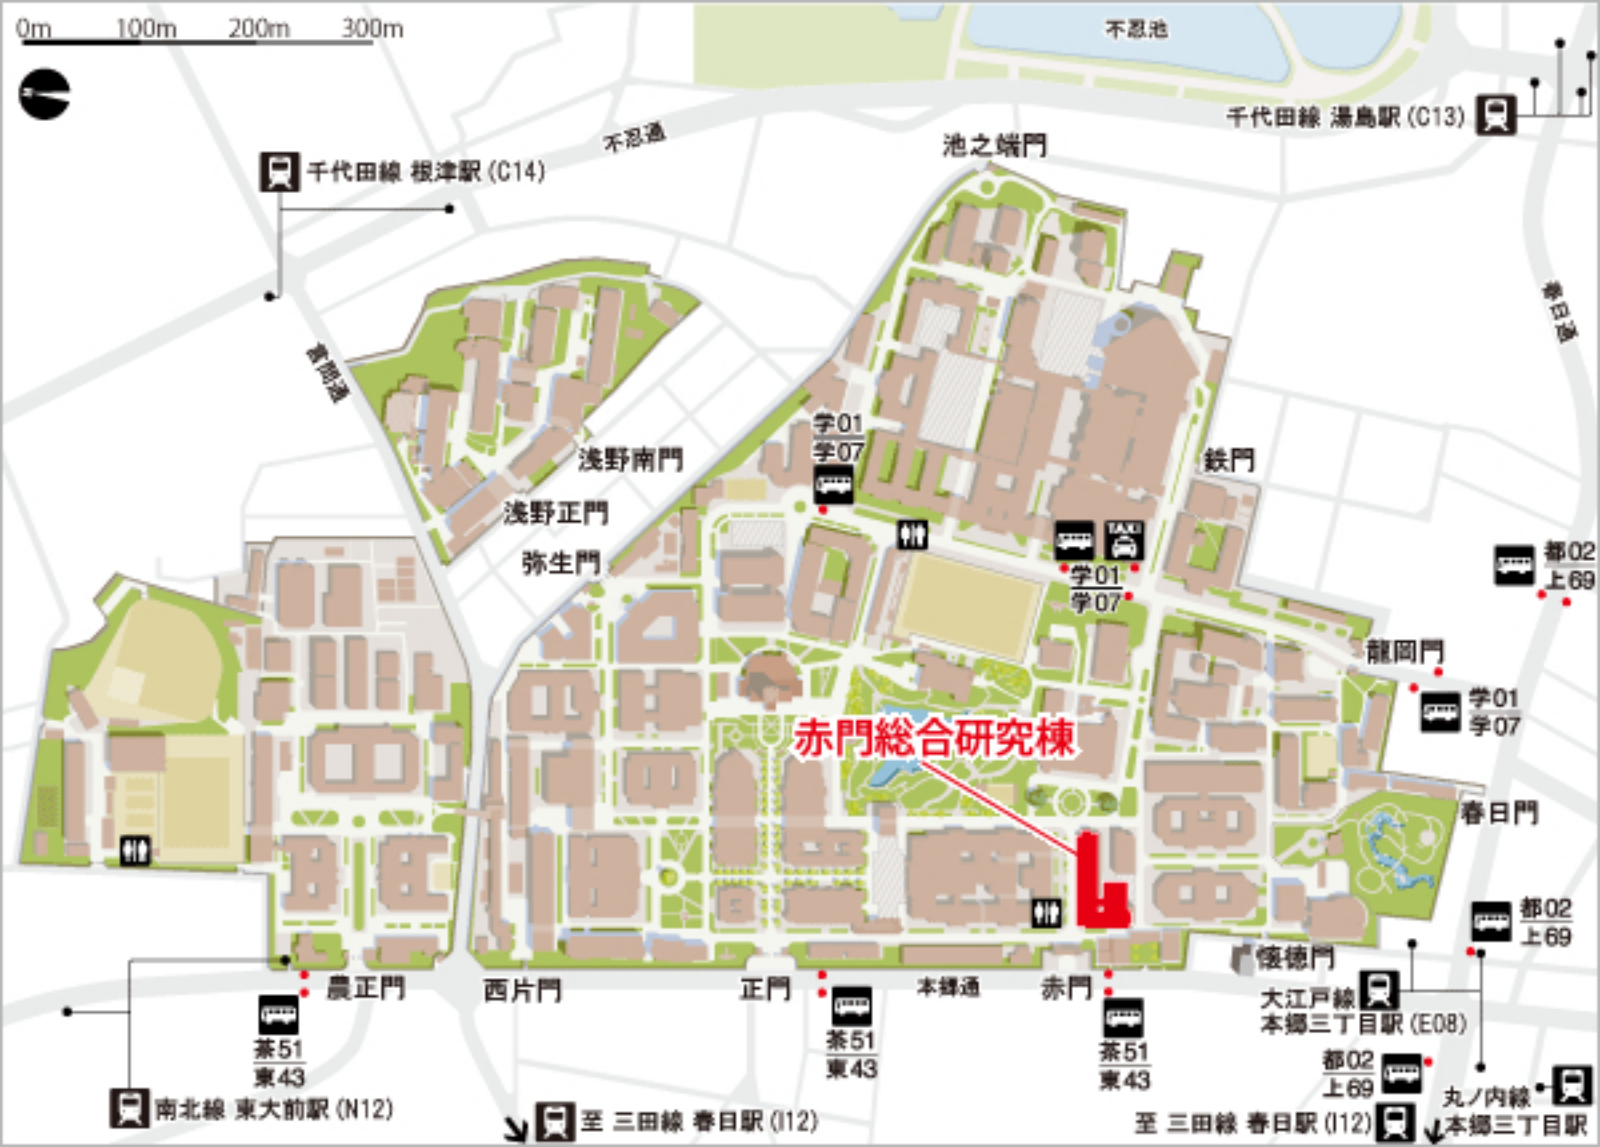 0m 100m 200m 300m
不忍池
千代田線 湯島駅(C13)
不忍通
池之端門
千代田線 根津駅(C14)
春日通
言問通
学01
学07
浅野南門
鉄門
浅野正門
TAXI
弥生門
学01
学07
都02
上69
龍岡門
学01
学07
赤門総合研究棟
春日門
都02
上69
懐徳門
農正門
西片門
正門
本郷通
赤門
大江戸線
本郷三丁目駅(E08)
茶51
東43
茶51
東43
茶51
東43
都02
上69
南北線 東大前駅(N12)
至 三田線 春日駅(I12)
至 三田線 春日駅(I12)
丸ノ内線
本郷三丁目駅